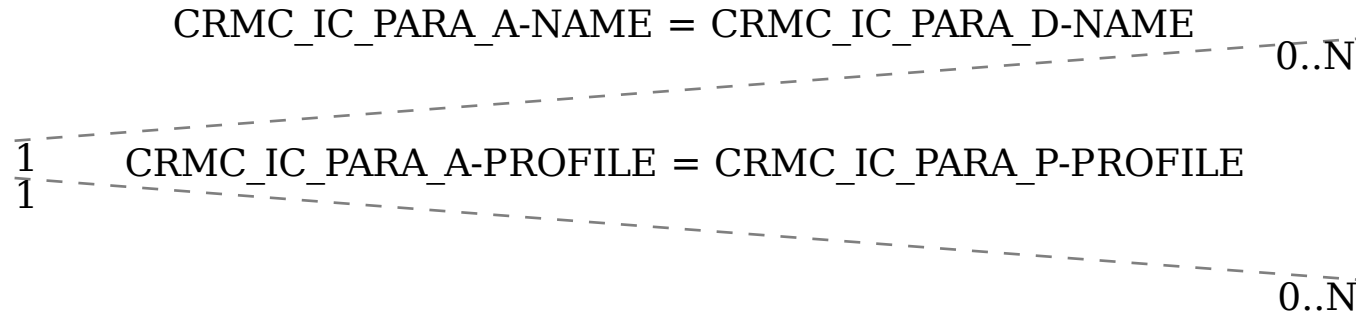 CRMC_IC_PARA_A-NAME = CRMC_IC_PARA_D-NAME
0..N
1
CRMC_IC_PARA_A-PROFILE = CRMC_IC_PARA_P-PROFILE
1
0..N